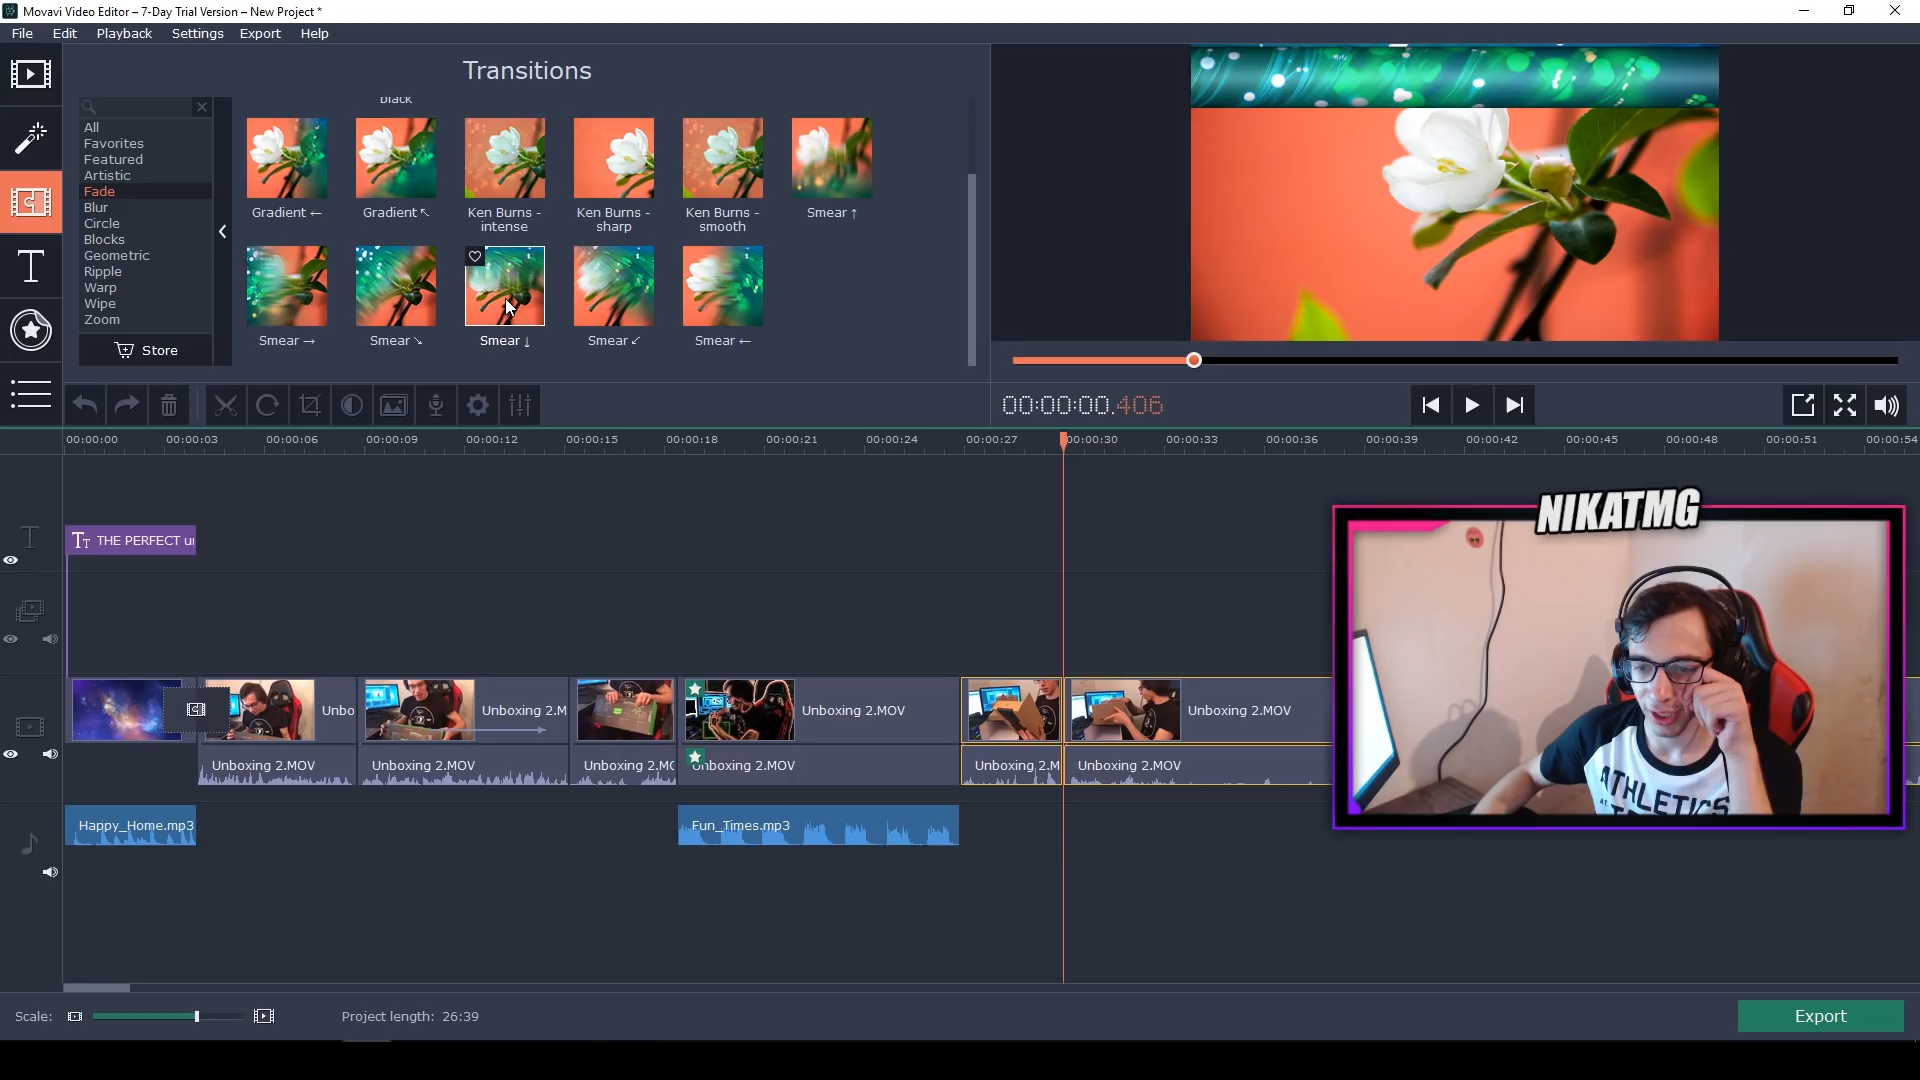 Movavi Video Editor – 7-Day Trial Version – New Project *
File Edit Playback Settings Export Help
Transitions
black
All
Favorites
Featured
Artistic
Fade
Blur
Circle
Blocks
Geometric
Ripple
Warp
Wipe
Zoom
Store
Gradient ←
Gradient ↖
Ken Burns - intense
Ken Burns - sharp
Ken Burns - smooth
Smear ↑
Smear →
Smear ↘
Smear ↓
Smear ↙
Smear ←
00:00:00.406
00:00:00 00:00:03 00:00:06 00:00:09 00:00:12 00:00:15 00:00:18 00:00:21 00:00:24 00:00:27 00:00:30 00:00:33 00:00:36 00:00:39 00:00:42 00:00:45 00:00:48 00:00:51 00:00:54
NIKATMG
THE PERFECT
Unbo
Unboxing 2.M
Unboxing 2.MOV
Unboxing 2.MOV
Unboxing 2.MOV
Unboxing 2.MOV
Unboxing 2.MC
Unboxing 2.MOV
Unboxing 2.M
Unboxing 2.MOV
Happy_Home.mp3
Fun_Times.mp3
ATHLETICS
Scale:
Project length: 26:39
Export